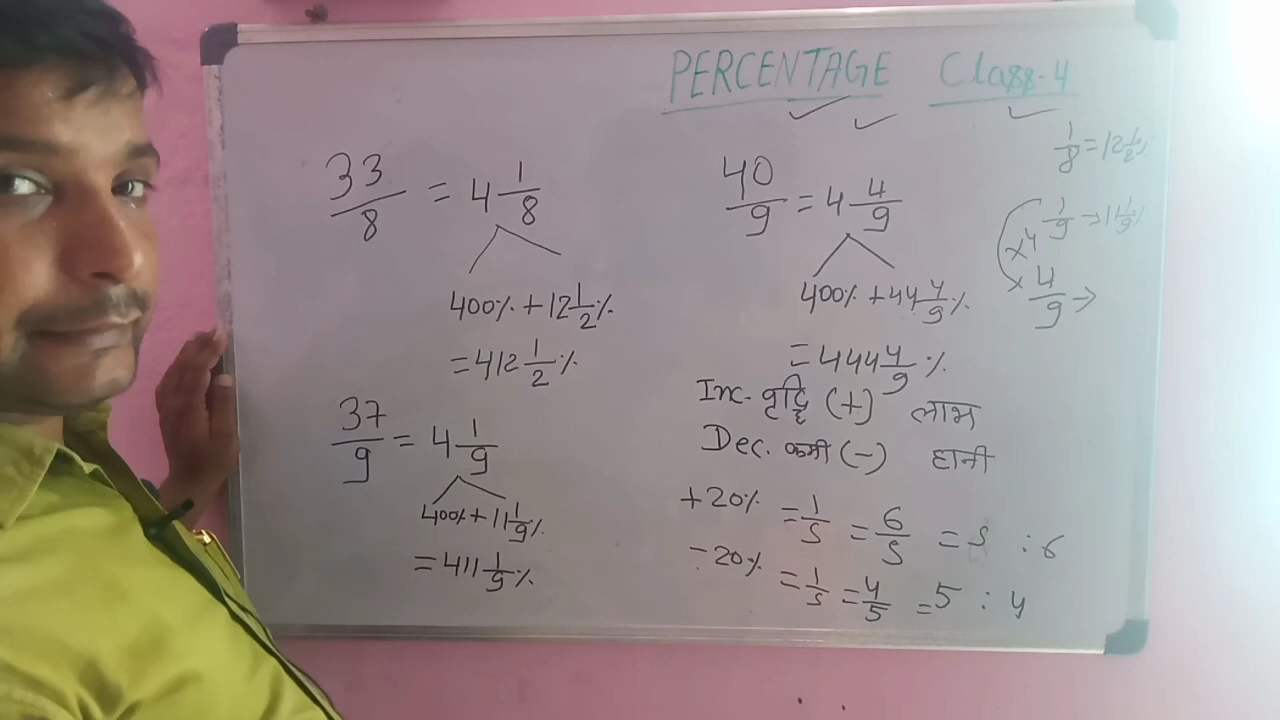 PERCENTAGE Class-4
33/8 = 4 1/8
400% + 12 1/2%
= 412 1/2%
37/9 = 4 1/9
400% + 11 1/9%
= 411 1/9%
40/9 = 4 4/9
400% + 44 4/9%
= 444 4/9%
Inc. वृद्धि (+) लाभ
Dec. कमी (-) हानी
+20% = 1/5 = 6/5 = 5 : 6
-20% = 1/5 = 4/5 = 5 : 4
1/8 = 12 1/2%
×4 1/9 → 11 1/9%
× 4/9 →